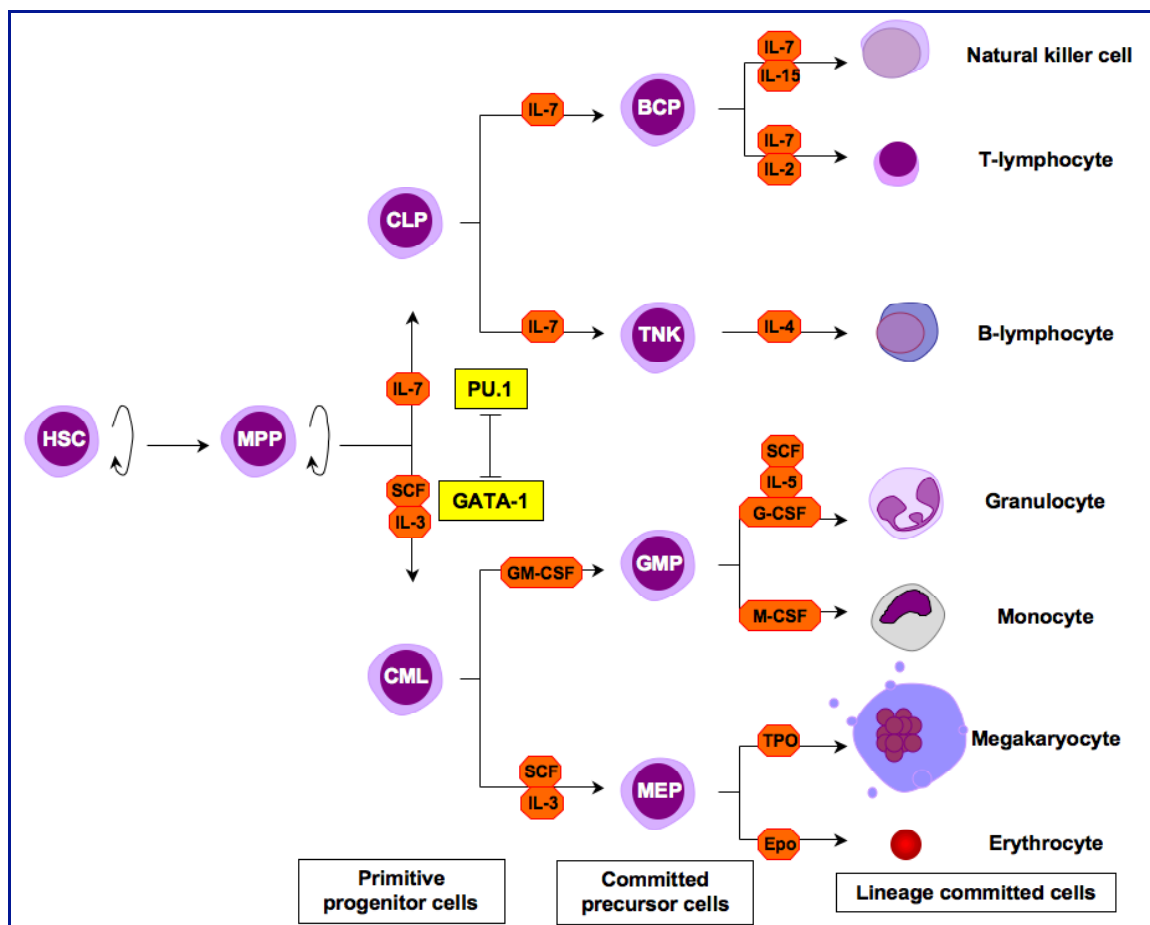 IL-7
IL-15
Natural killer cell
IL-7
BCP
IL-7
IL-2
T-lymphocyte
CLP
IL-7
TNK
IL-4
B-lymphocyte
IL-7
PU.1
HSC
MPP
SCF
IL-3
GATA-1
SCF
IL-5
G-CSF
Granulocyte
GM-CSF
GMP
M-CSF
Monocyte
CML
TPO
Megakaryocyte
SCF
IL-3
MEP
Epo
Erythrocyte
Primitive
progenitor cells
Committed
precursor cells
Lineage committed cells